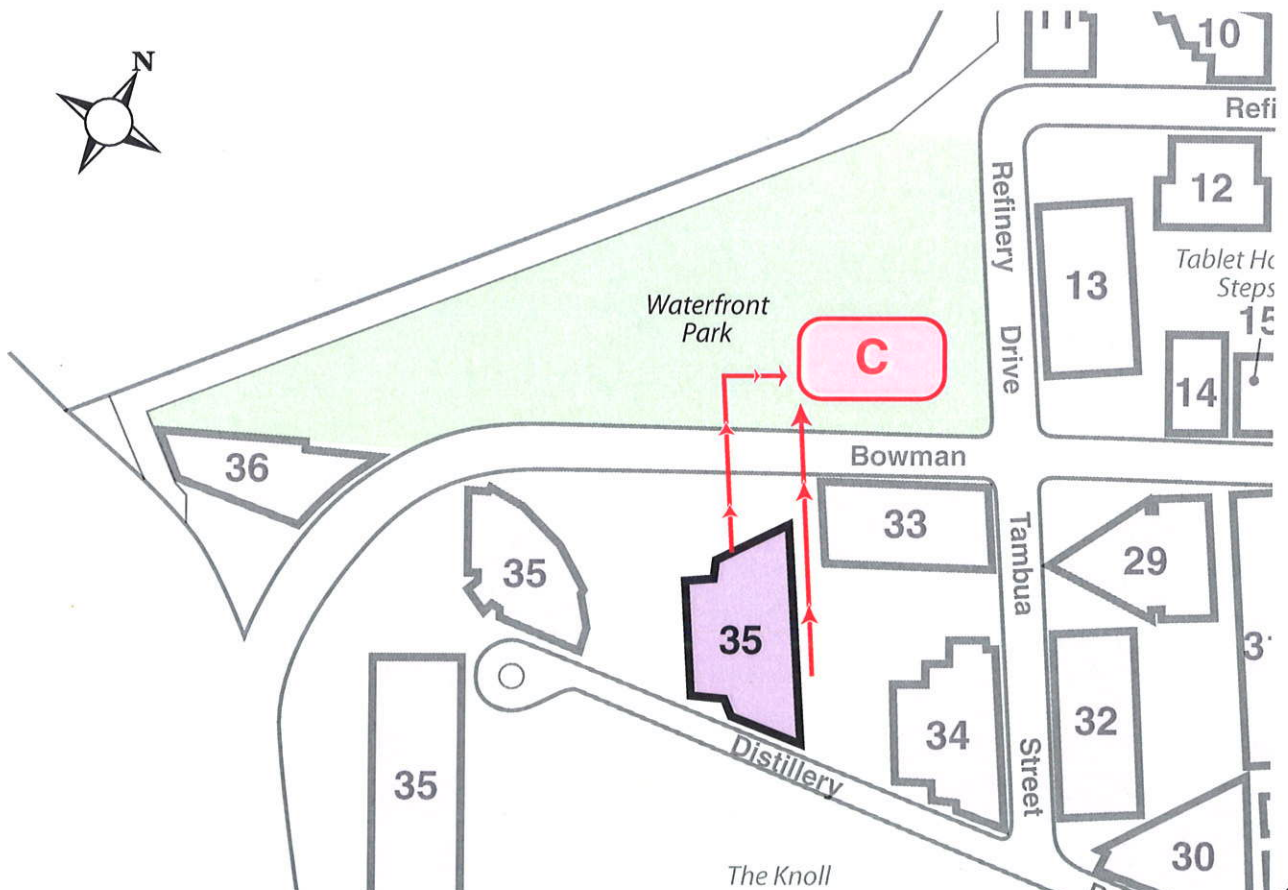 N
10
Refi
12
Refinery Drive
13
Tablet Ho
Steps
15
Waterfront
Park
C
14
36
Bowman
33
35
Tambua Street
29
35
34
32
Distillery
35
30
The Knoll